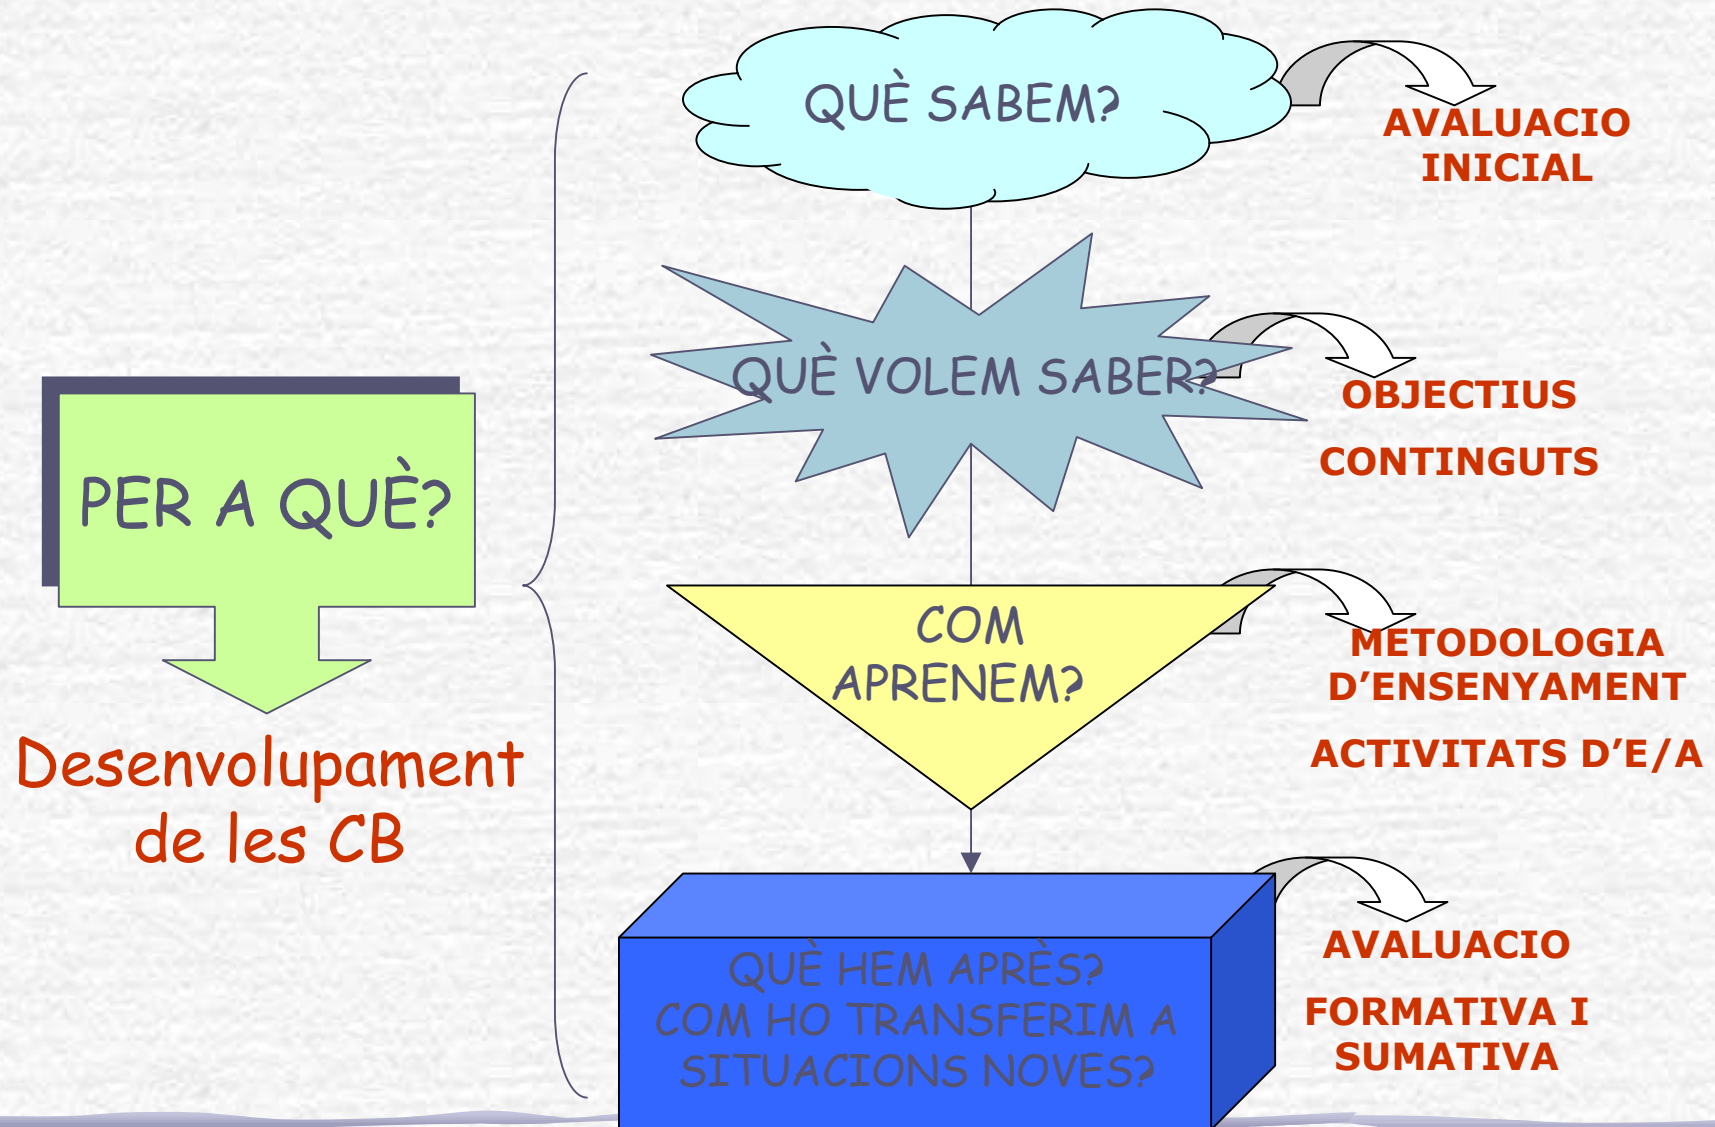 PER A QUÈ?
Desenvolupament
de les CB
QUÈ SABEM?
AVALUACIO
INICIAL
QUÈ VOLEM SABER?
OBJECTIUS
CONTINGUTS
COM
APRENEM?
METODOLOGIA
D’ENSENYAMENT
ACTIVITATS D’E/A
QUÈ HEM APRÈS?
COM HO TRANSFERIM A
SITUACIONS NOVES?
AVALUACIO
FORMATIVA I
SUMATIVA